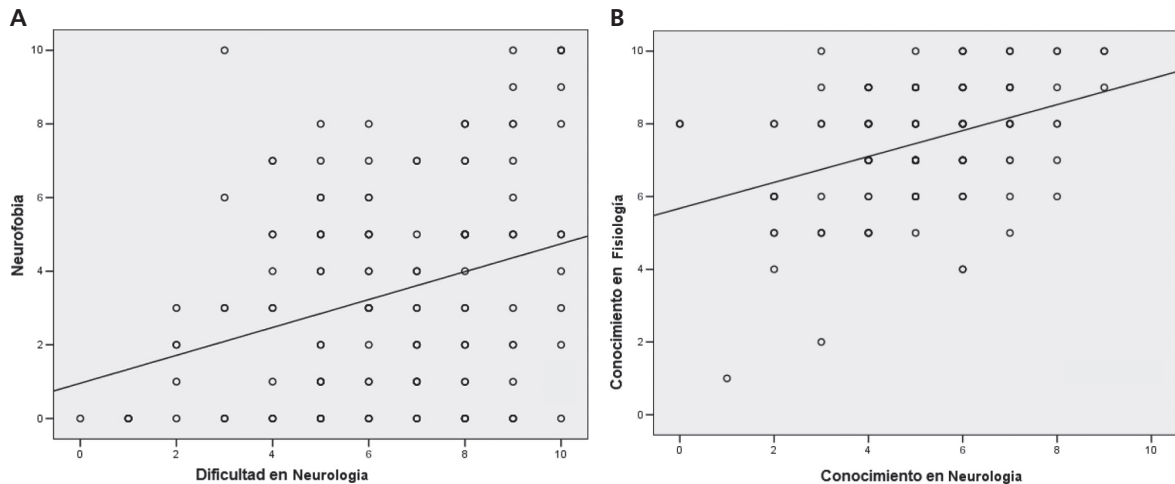 A
10
8
6
4
2
0
Neurofobia
0 2 4 6 8 10
Dificultad en Neurologia
B
10
8
6
4
2
0
Conocimiento en Fisiología
0 2 4 6 8 10
Conocimiento en Neurologia